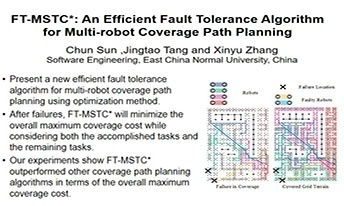 FT-MSTC*: An Efficient Fault Tolerance Algorithm
for Multi-robot Coverage Path Planning
Chun Sun ,Jingtao Tang and Xinyu Zhang
Software Engineering, East China Normal University, China
• Present a new efficient fault tolerance
algorithm for multi-robot coverage path
planning using optimization method.
• After failures, FT-MSTC* will minimize the
overall maximum coverage cost while
considering both the accomplished tasks and
the remaining tasks.
• Our experiments show FT-MSTC*
outperformed other coverage path planning
algorithms in terms of the overall maximum
coverage cost.
Robots
Failure Location
Faulty Robots
Failure in Coverage
Covered Grid Terrain